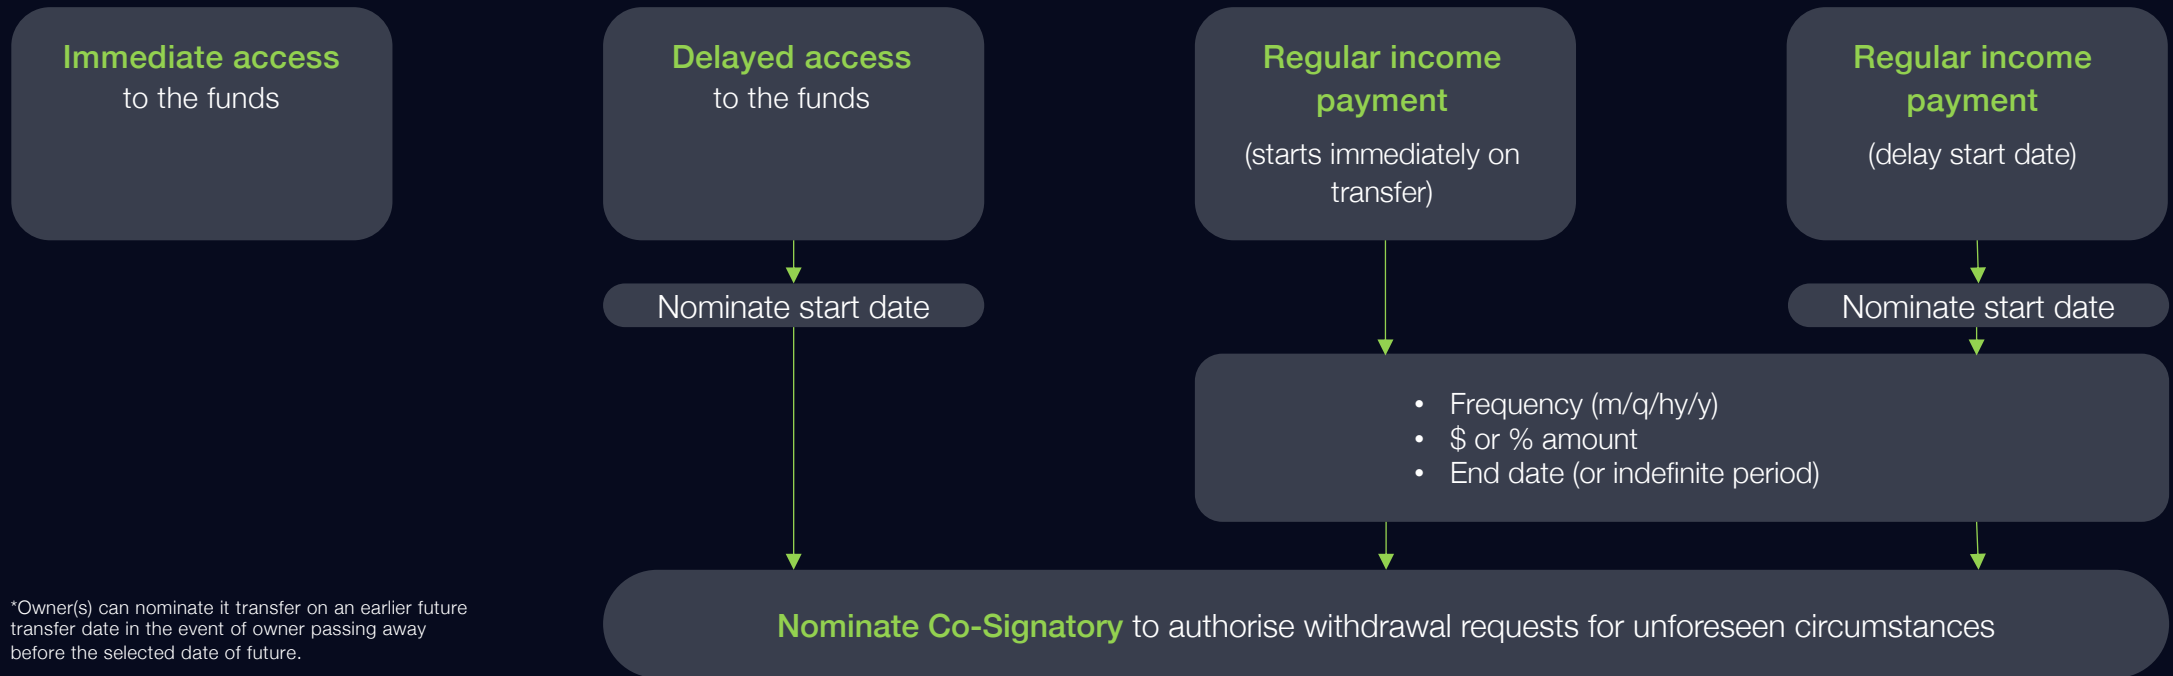 Immediate access
to the funds
Delayed access
to the funds
Regular income
payment
(starts immediately on
transfer)
Regular income
payment
(delay start date)
Nominate start date
Nominate start date
• Frequency (m/q/hy/y)
• $ or % amount
• End date (or indefinite period)
*Owner(s) can nominate it transfer on an earlier future
transfer date in the event of owner passing away
before the selected date of future.
Nominate Co-Signatory to authorise withdrawal requests for unforeseen circumstances